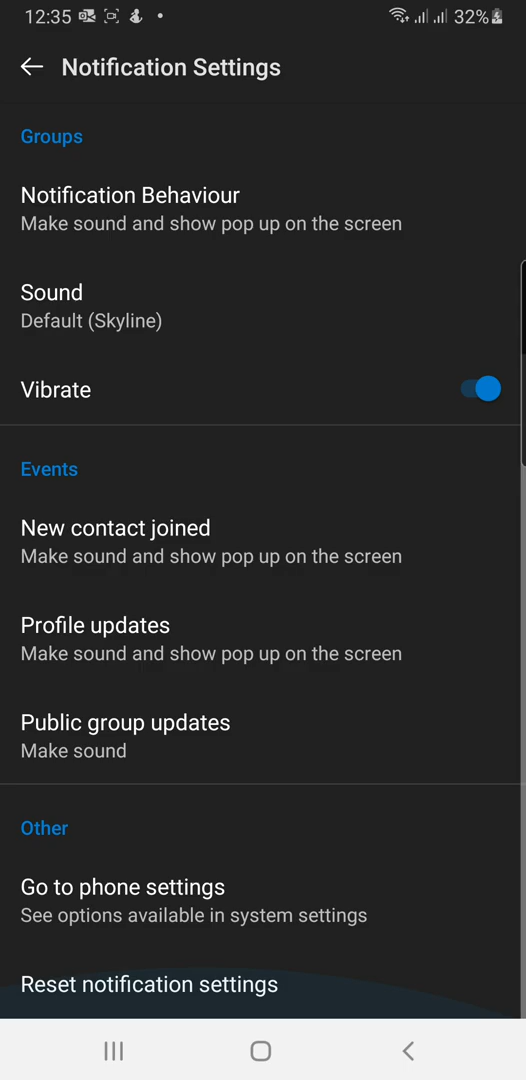 12:35 32%
Notification Settings
Groups
Notification Behaviour
Make sound and show pop up on the screen
Sound
Default (Skyline)
Vibrate
Events
New contact joined
Make sound and show pop up on the screen
Profile updates
Make sound and show pop up on the screen
Public group updates
Make sound
Other
Go to phone settings
See options available in system settings
Reset notification settings